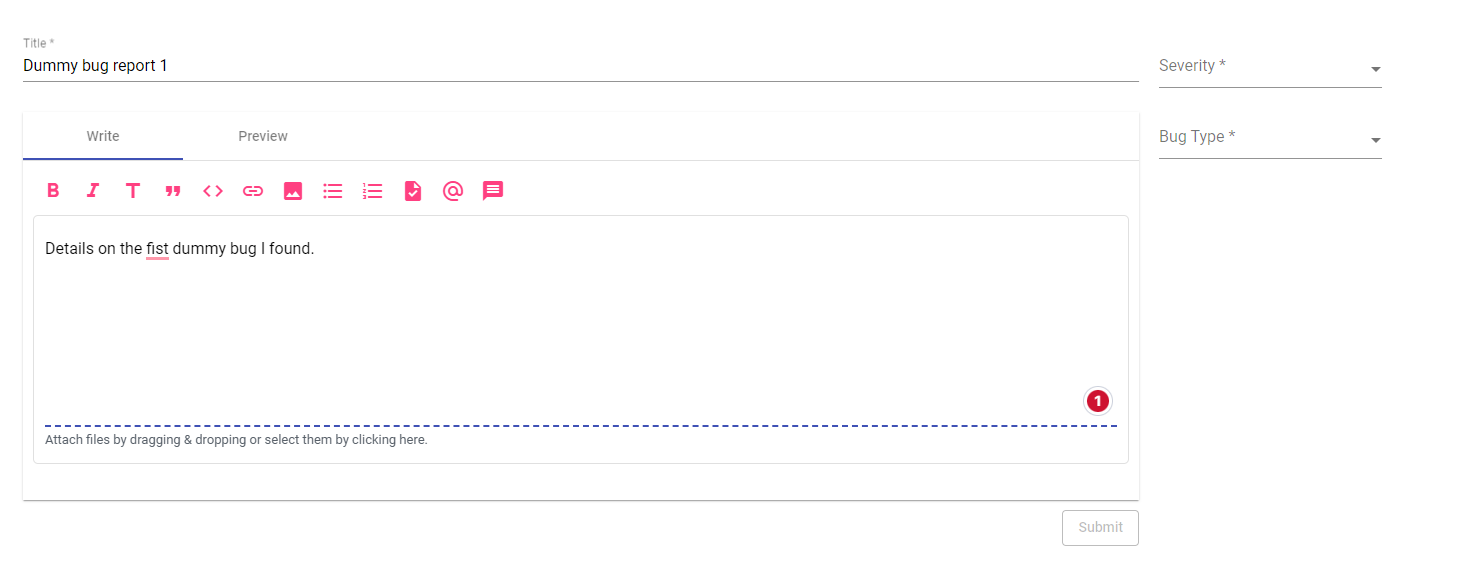 Title *
Dummy bug report 1
Severity *
Write Preview
Bug Type *
B I T
Details on the fist dummy bug I found.
1
Attach files by dragging & dropping or select them by clicking here.
Submit